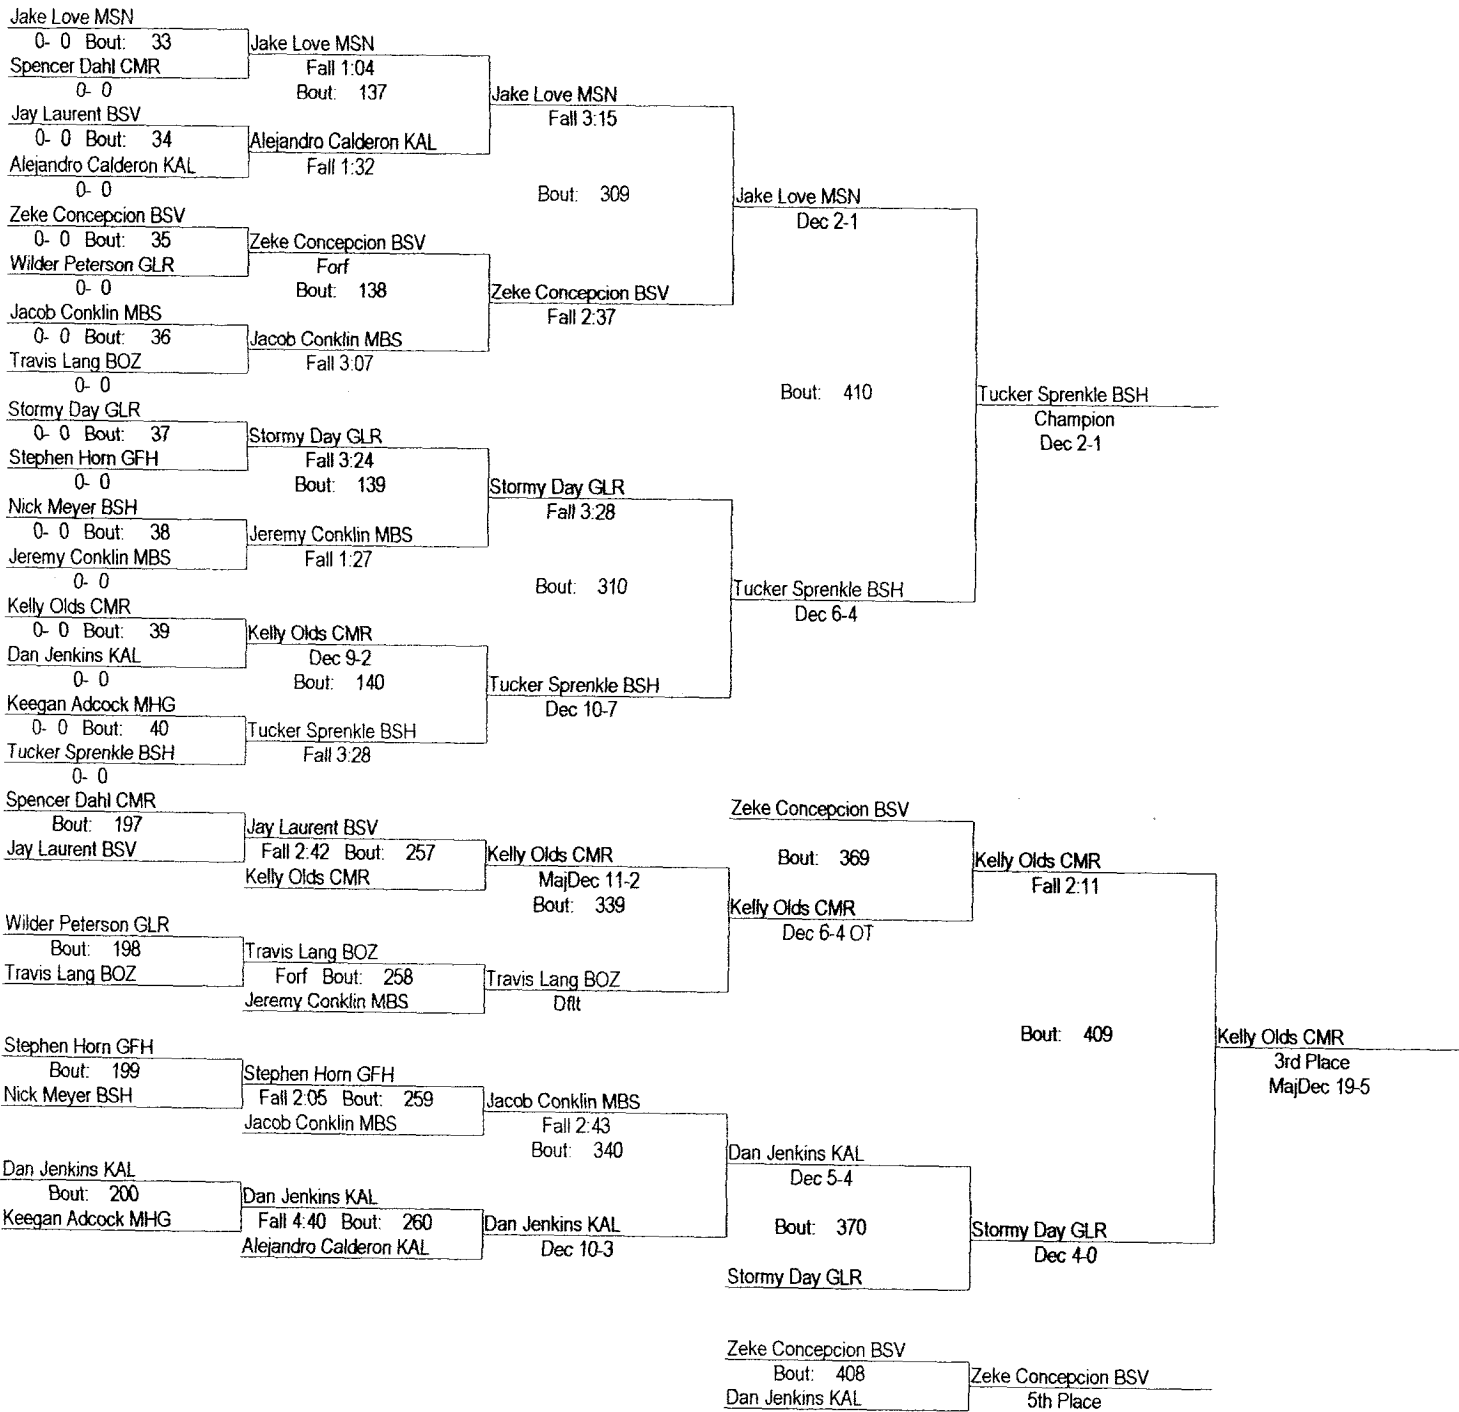 Jake Love MSN
0- 0 Bout: 33
Spencer Dahl CMR
0- 0
Jay Laurent BSV
0- 0 Bout: 34
Alejandro Calderon KAL
0- 0
Zeke Concepcion BSV
0- 0 Bout: 35
Wilder Peterson GLR
0- 0
Jacob Conklin MBS
0- 0 Bout: 36
Travis Lang BOZ
0- 0
Stormy Day GLR
0- 0 Bout: 37
Stephen Horn GFH
0- 0
Nick Meyer BSH
0- 0 Bout: 38
Jeremy Conklin MBS
0- 0
Kelly Olds CMR
0- 0 Bout: 39
Dan Jenkins KAL
0- 0
Keegan Adcock MHG
0- 0 Bout: 40
Tucker Sprenkle BSH
0- 0
Jake Love MSN
Fall 1:04
Bout: 137
Alejandro Calderon KAL
Fall 1:32
Zeke Concepcion BSV
Forf
Bout: 138
Jacob Conklin MBS
Fall 3:07
Stormy Day GLR
Fall 3:24
Bout: 139
Jeremy Conklin MBS
Fall 1:27
Kelly Olds CMR
Dec 9-2
Bout: 140
Tucker Sprenkle BSH
Fall 3:28
Jake Love MSN
Fall 3:15
Bout: 309
Zeke Concepcion BSV
Fall 2:37
Stormy Day GLR
Fall 3:28
Bout: 310
Tucker Sprenkle BSH
Dec 10-7
Jake Love MSN
Dec 2-1
Bout: 410
Tucker Sprenkle BSH
Dec 6-4
Tucker Sprenkle BSH
Champion
Dec 2-1
Spencer Dahl CMR
Bout: 197
Jay Laurent BSV
Wilder Peterson GLR
Bout: 198
Travis Lang BOZ
Stephen Horn GFH
Bout: 199
Nick Meyer BSH
Dan Jenkins KAL
Bout: 200
Keegan Adcock MHG
Jay Laurent BSV
Fall 2:42 Bout: 257
Kelly Olds CMR
Travis Lang BOZ
Forf Bout: 258
Jeremy Conklin MBS
Stephen Horn GFH
Fall 2:05 Bout: 259
Jacob Conklin MBS
Dan Jenkins KAL
Fall 4:40 Bout: 260
Alejandro Calderon KAL
Kelly Olds CMR
MajDec 11-2
Bout: 339
Travis Lang BOZ
Dflt
Jacob Conklin MBS
Fall 2:43
Bout: 340
Dan Jenkins KAL
Dec 10-3
Zeke Concepcion BSV
Bout: 369
Kelly Olds CMR
Dec 6-4 OT
Dan Jenkins KAL
Dec 5-4
Bout: 370
Stormy Day GLR
Kelly Olds CMR
Fall 2:11
Bout: 409
Stormy Day GLR
Dec 4-0
Kelly Olds CMR
3rd Place
MajDec 19-5
Zeke Concepcion BSV
Bout: 408
Dan Jenkins KAL
Zeke Concepcion BSV
5th Place